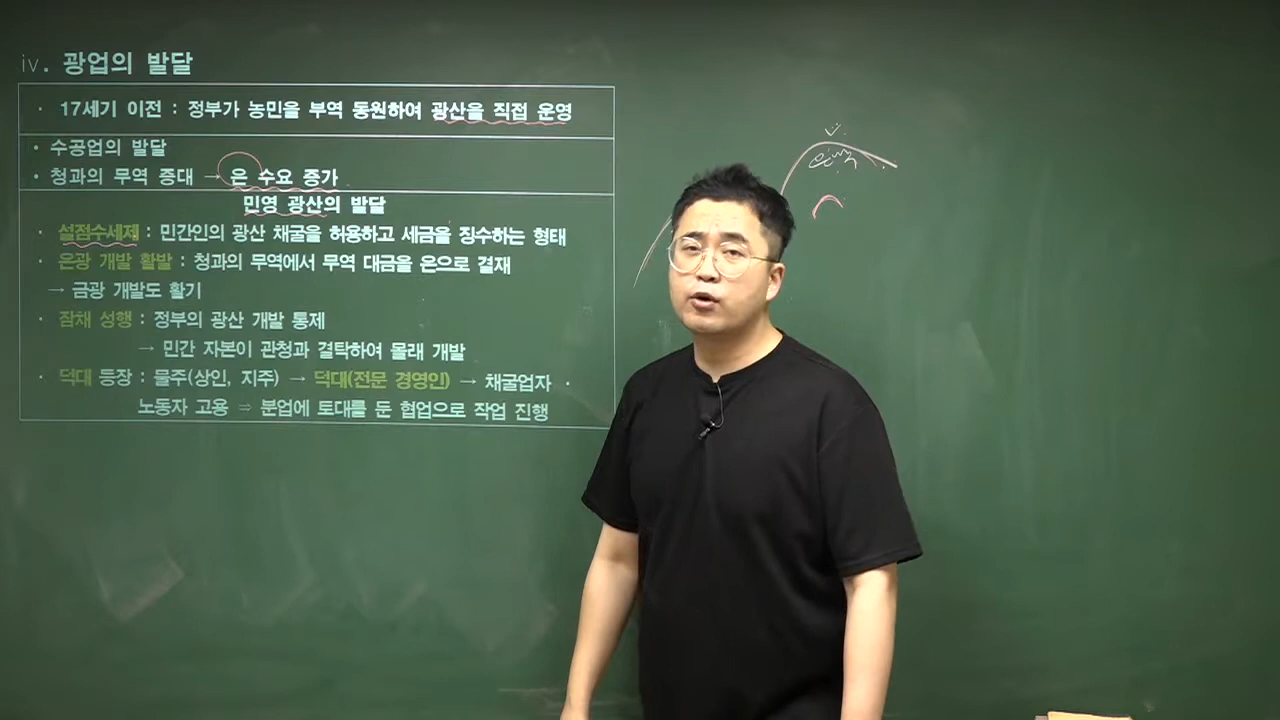 iv. 광업의 발달
· 17세기 이전 : 정부가 농민을 부역 동원하여 광산을 직접 운영
· 수공업의 발달
· 청과의 무역 증대 → 은 수요 증가
민영 광산의 발달
· 설점수세제 : 민간인의 광산 채굴을 허용하고 세금을 징수하는 형태
· 은광 개발 활발 : 청과의 무역에서 무역 대금을 은으로 결재
→ 금광 개발도 활기
· 잠채 성행 : 정부의 광산 개발 통제
→ 민간 자본이 관청과 결탁하여 몰래 개발
· 덕대 등장 : 물주(상인, 지주) → 덕대(전문 경영인) → 채굴업자 ·
노동자 고용 ⇒ 분업에 토대를 둔 협업으로 작업 진행